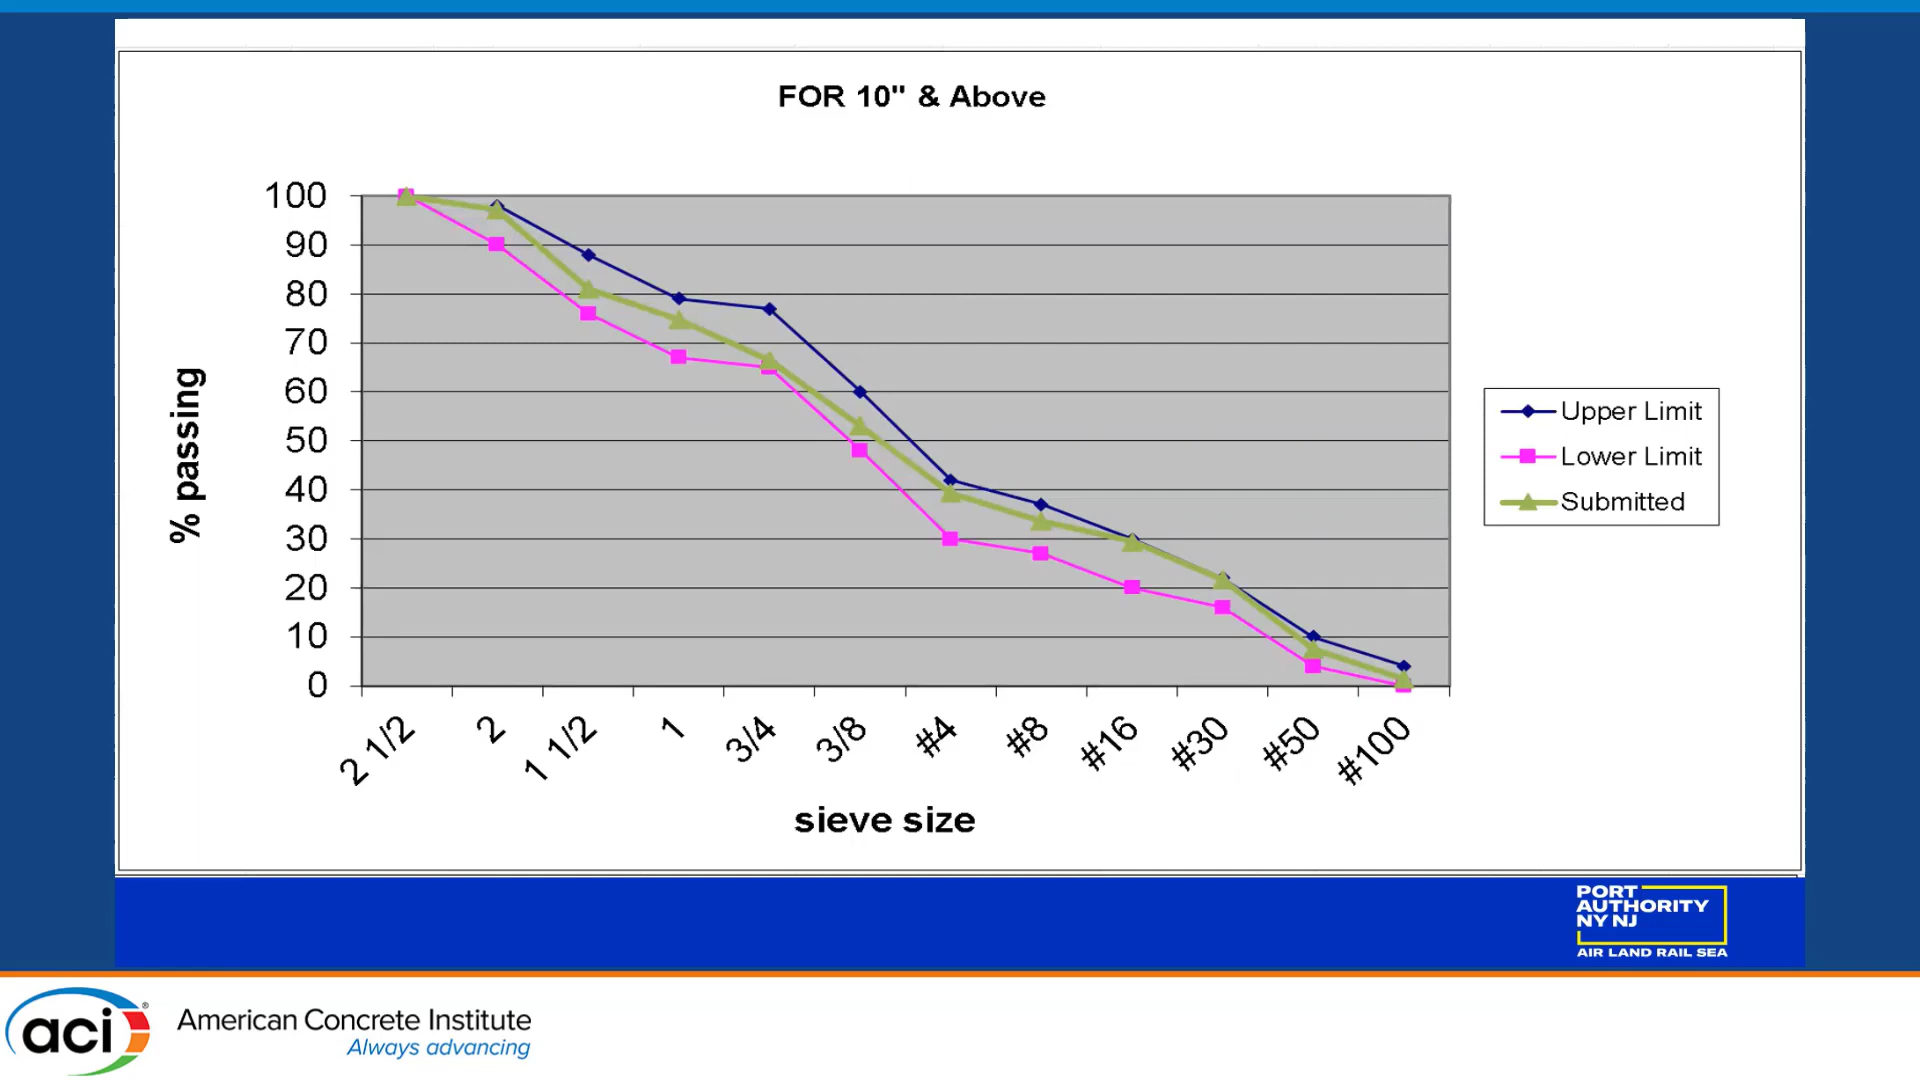 FOR 10" & Above
100
90
80
70
60
50
40
30
20
10
0
% passing
2 1/2
2
1 1/2
1
3/4
3/8
#4
#8
#16
#30
#50
#100
sieve size
Upper Limit
Lower Limit
Submitted
PORT
AUTHORITY
NY NJ
AIR LAND RAIL SEA
aci®
American Concrete Institute
Always advancing